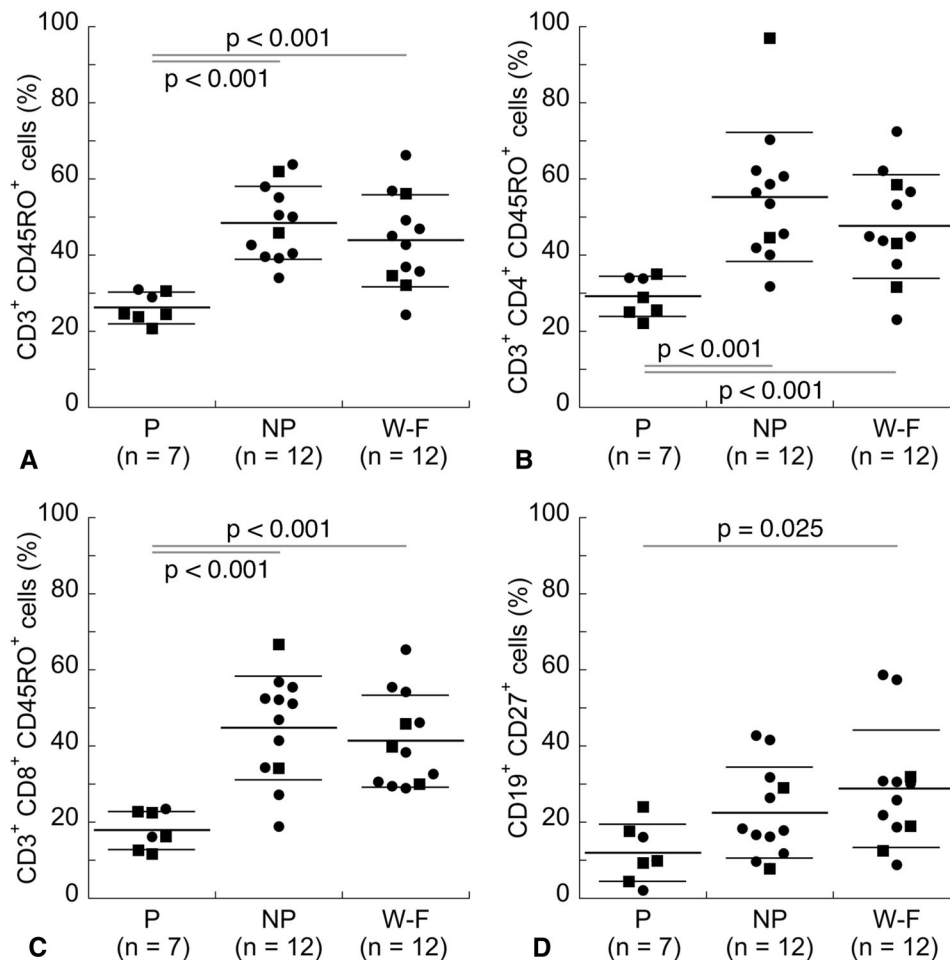 CD3⁺ CD45RO⁺ cells (%)
100
80
60
40
20
0
p < 0.001
p < 0.001
P
NP
W-F
(n = 7)
(n = 12)
(n = 12)
A
CD3⁺ CD4⁺ CD45RO⁺ cells (%)
100
80
60
40
20
0
p < 0.001
p < 0.001
P
NP
W-F
(n = 7)
(n = 12)
(n = 12)
B
CD3⁺ CD8⁺ CD45RO⁺ cells (%)
100
80
60
40
20
0
p < 0.001
p < 0.001
P
NP
W-F
(n = 7)
(n = 12)
(n = 12)
C
CD19⁺ CD27⁺ cells (%)
100
80
60
40
20
0
p = 0.025
P
NP
W-F
(n = 7)
(n = 12)
(n = 12)
D